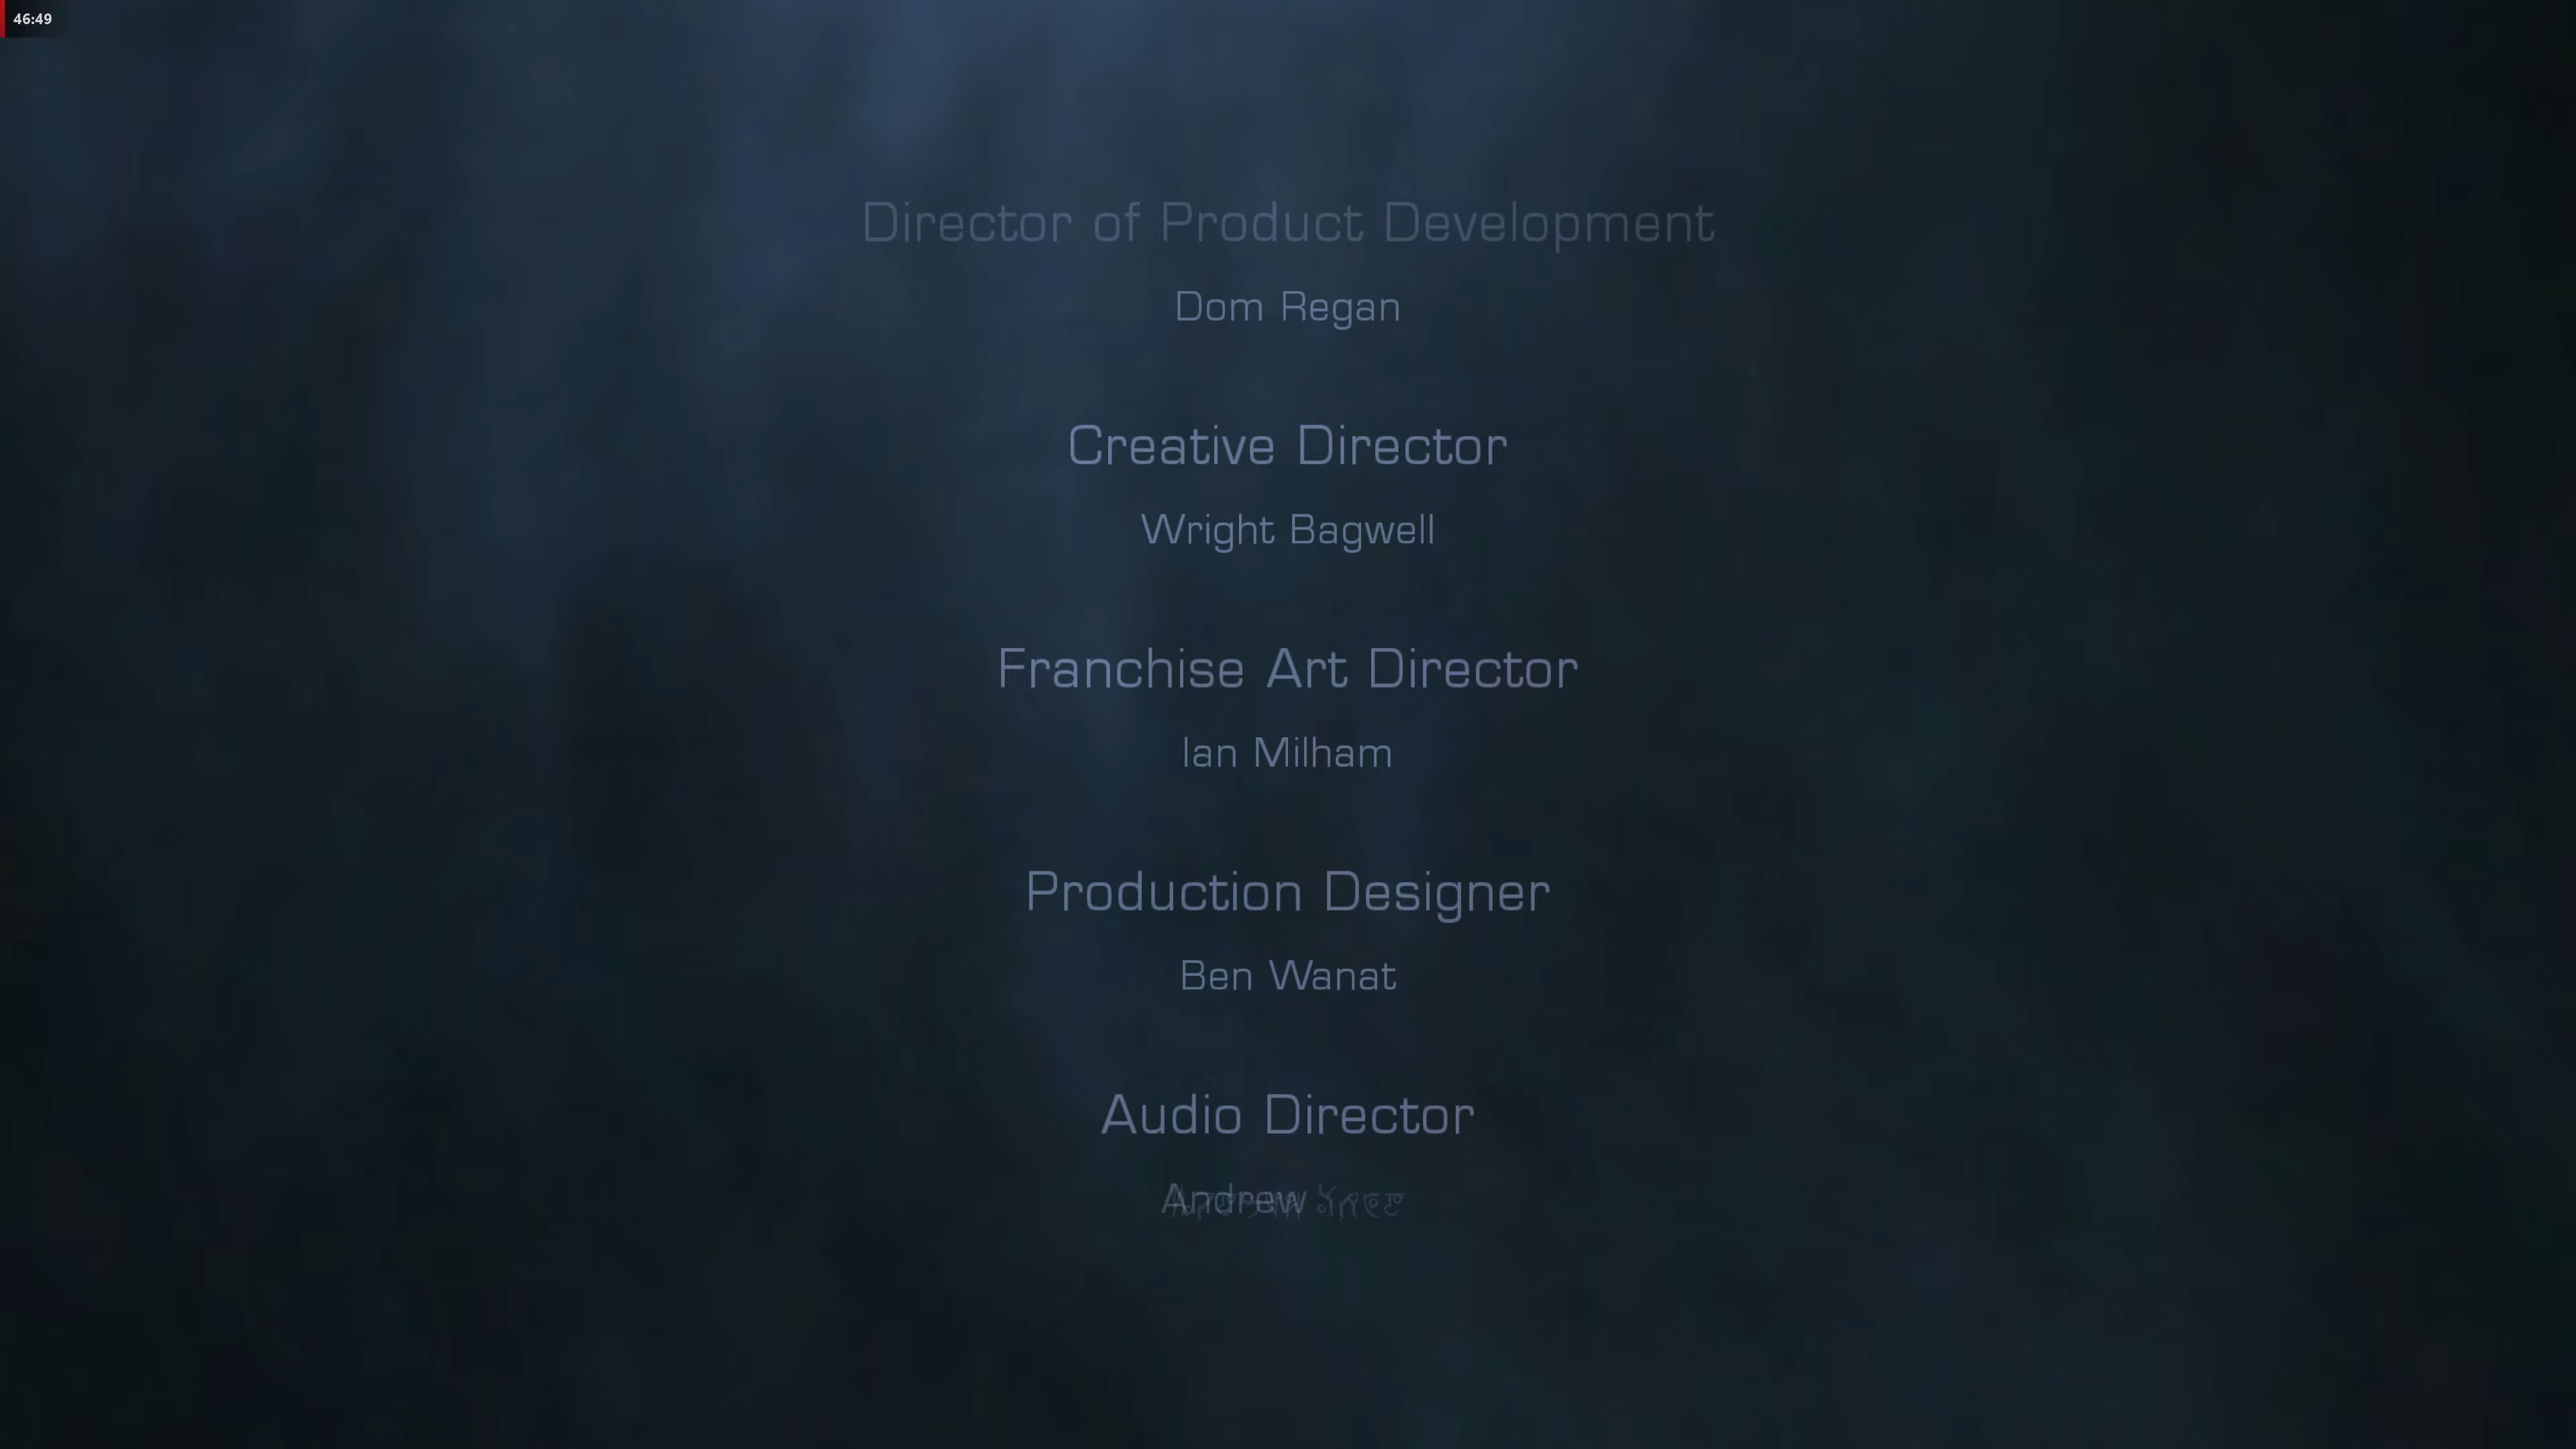 46:49
Director of Product Development
Dom Regan
Creative Director
Wright Bagwell
Franchise Art Director
Ian Milham
Production Designer
Ben Wanat
Audio Director
Andrew